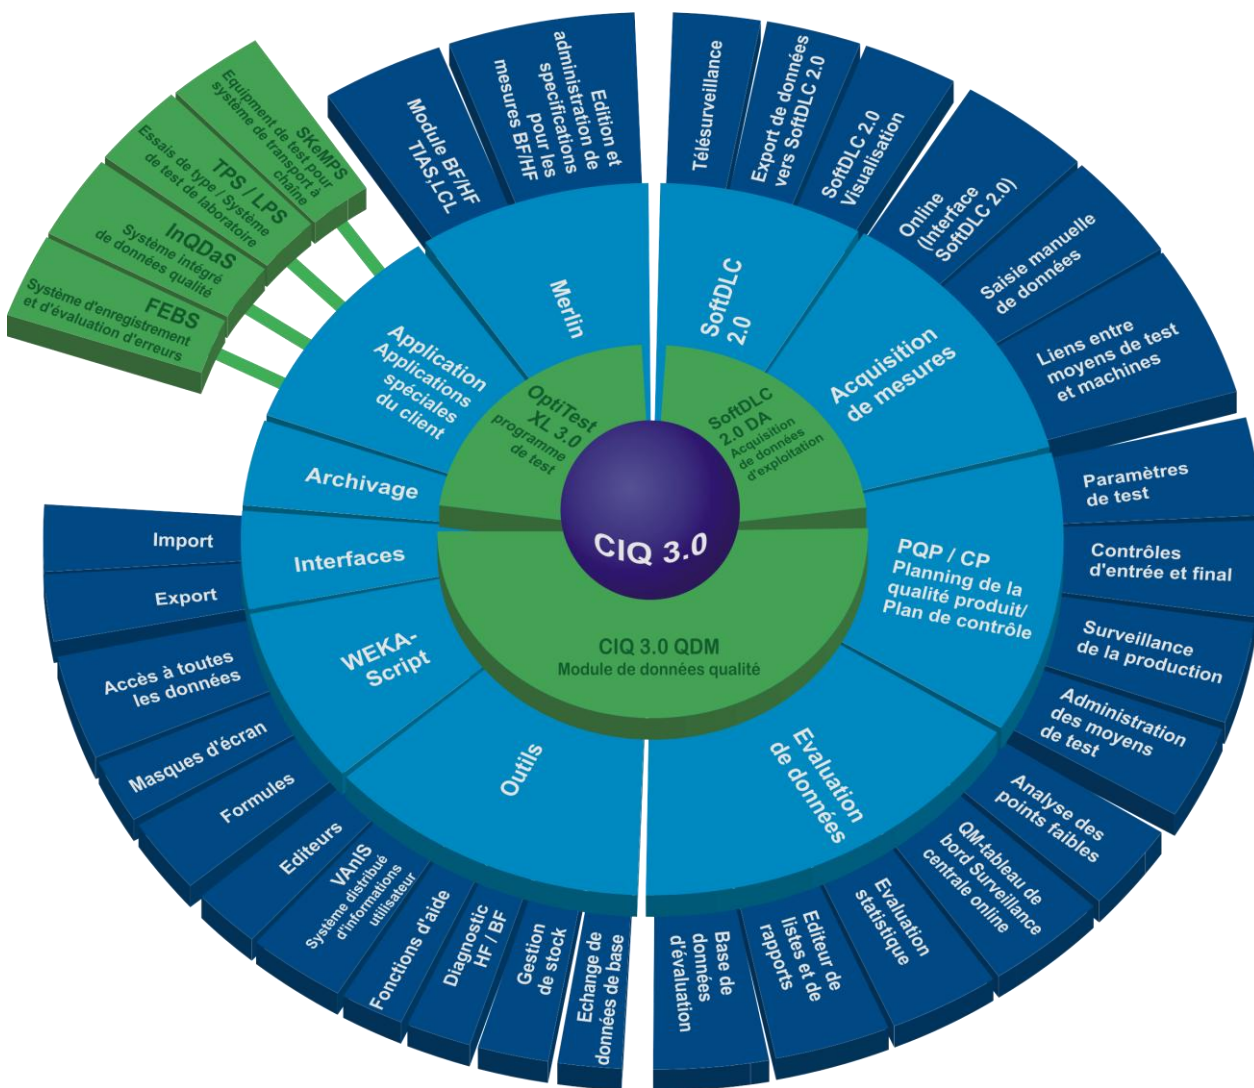 CIQ 3.0
OptiTest
XL 3.0
programme
de test
SoftDLC
2.0 DA
Acquisition
de données
d'exploitation
CIQ 3.0 QDM
Module de données qualité
Merlin
SoftDLC
2.0
Acquisition
de mesures
PQP / CP
Planning de la
qualité produit/
Plan de contrôle
Evaluation
de données
Outils
WEKA-
Script
Interfaces
Archivage
Application
Applications
spéciales
du client
SKeMPS
Equipment de test pour
système de transport à
chaîne
TPS / LPS
Essais de type / Système
de test de laboratoire
InQDaS
Système intégré
de données qualité
FEBS
Système d'enregistrement
et d'évaluation d'erreurs
Module BF/HF
TIAS,LCL
Edition et
administration de
specifications
pour les
mesures BF/HF
Télésurveillance
Export de données
vers SoftDLC 2.0
SoftDLC 2.0
Visualisation
Online
(Interface
SoftDLC 2.0)
Saisie manuelle
de données
Liens entre
moyens de test
et machines
Paramètres
de test
Contrôles
d'entrée et final
Surveillance
de la production
Administration
des moyens
de test
Analyse des
points faibles
QM-tableau de
bord Surveillance
centrale online
Evaluation
statistique
Editeur de
listes et de
rapports
Base de
données
d'évaluation
Echange de
données de base
Gestion
de stock
Diagnostic
HF / BF
Fonctions d'aide
VAnIS
Système distribué
d'informations
utilisateur
Editeurs
Formules
Masques d'écran
Accès à toutes
les données
Export
Import